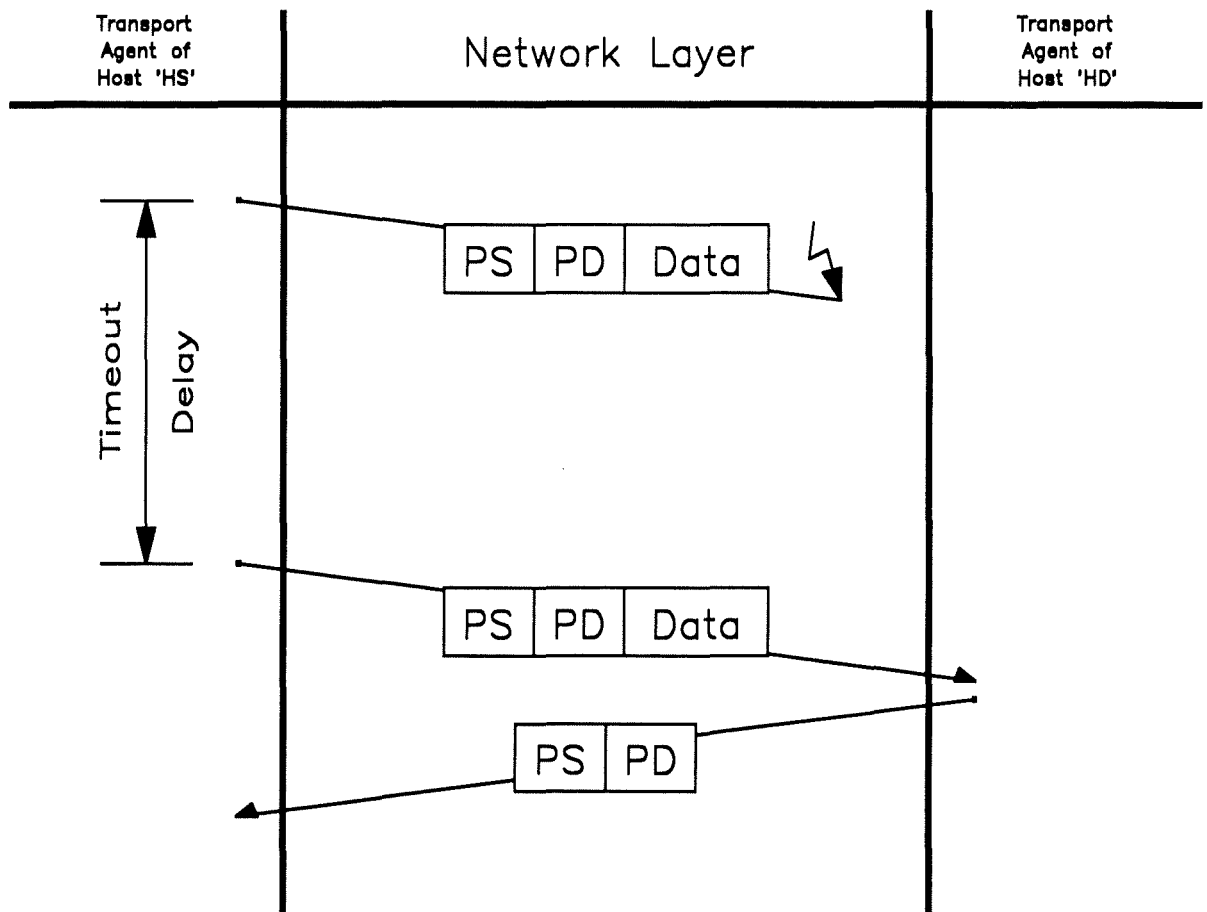 Transport
Agent of
Host 'HS'
Network Layer
Transport
Agent of
Host 'HD'
PS PD Data
Timeout
Delay
PS PD Data
PS PD